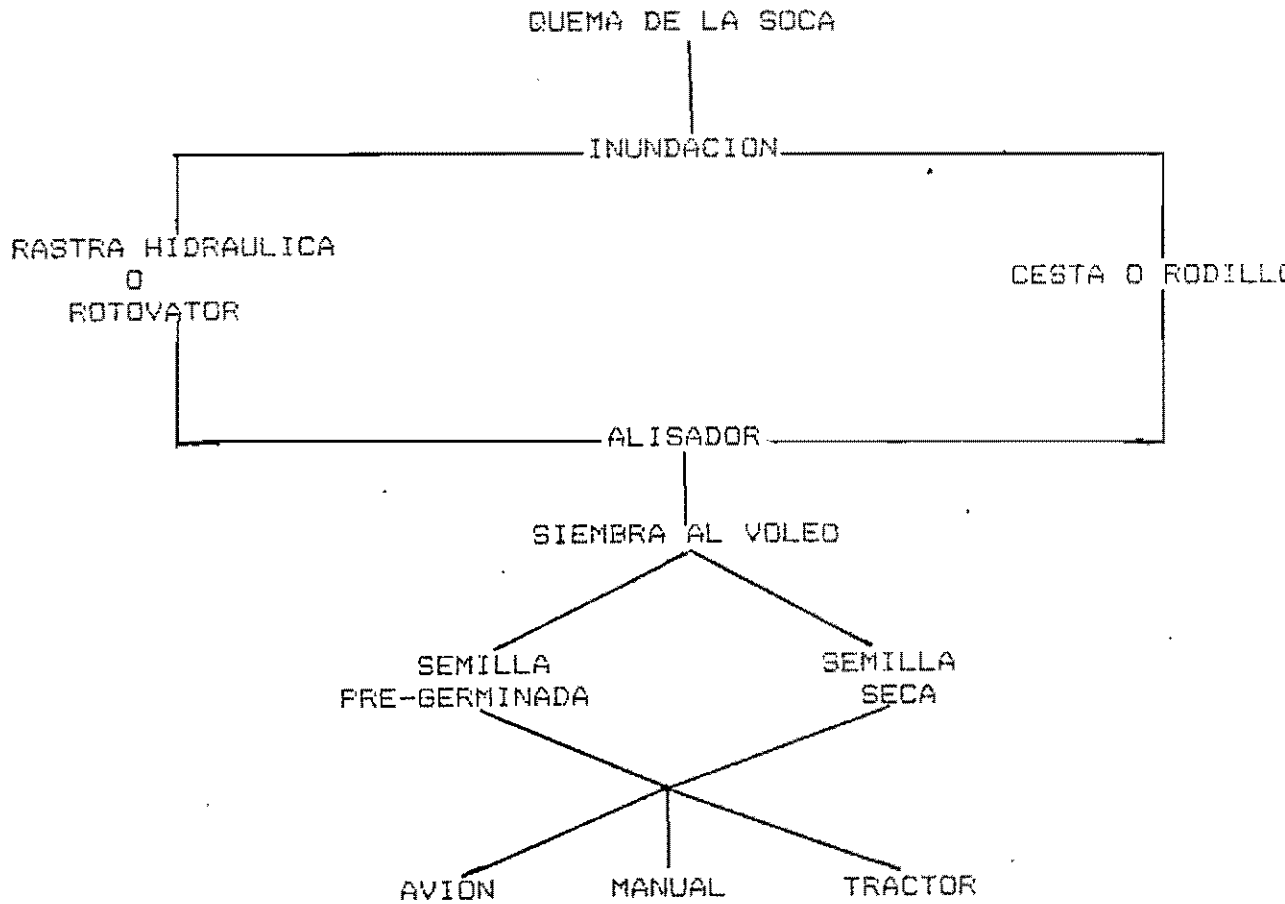 QUEMA DE LA SOCA
INUNDACION
RASTRA HIDRAULICA
O
ROTOVATOR
CESTA O RODILLO
ALISADOR
SIEMBRA AL VOLEO
SEMILLA
PRE-GERMINADA
SEMILLA
SECA
AVION
MANUAL
TRACTOR